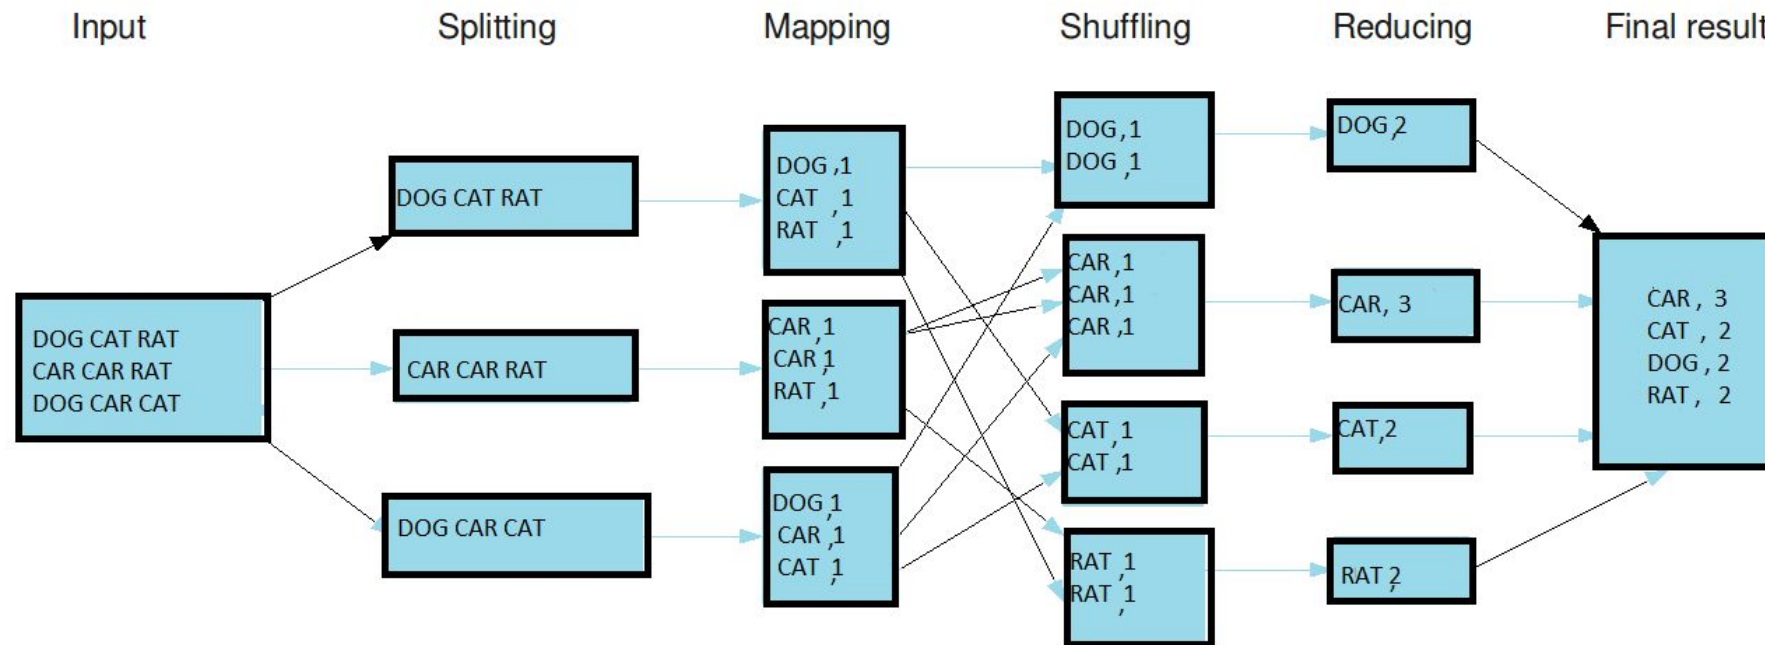 Input
Splitting
Mapping
Shuffling
Reducing
Final result
DOG CAT RAT
CAR CAR RAT
DOG CAR CAT
DOG CAT RAT
CAR CAR RAT
DOG CAR CAT
DOG ,1
CAT ,1
RAT ,1
CAR ,1
CAR ,1
RAT ,1
DOG ,1
CAR ,1
CAT ,1
DOG ,1
DOG ,1
CAR ,1
CAR ,1
CAR ,1
CAT ,1
CAT ,1
RAT ,1
RAT ,1
DOG,2
CAR, 3
CAT,2
RAT,2
CAR , 3
CAT , 2
DOG , 2
RAT , 2